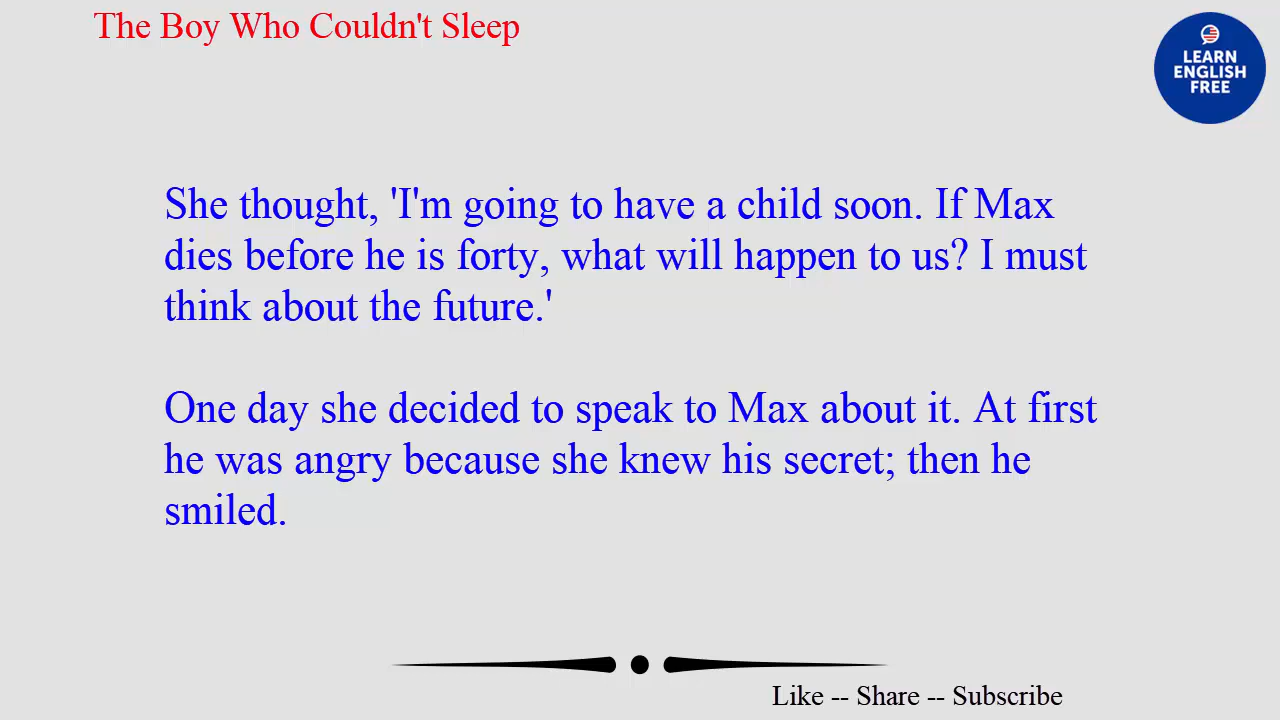 The Boy Who Couldn't Sleep
LEARN
ENGLISH
FREE
She thought, 'I'm going to have a child soon. If Max
dies before he is forty, what will happen to us? I must
think about the future.'
One day she decided to speak to Max about it. At first
he was angry because she knew his secret; then he
smiled.
Like -- Share -- Subscribe